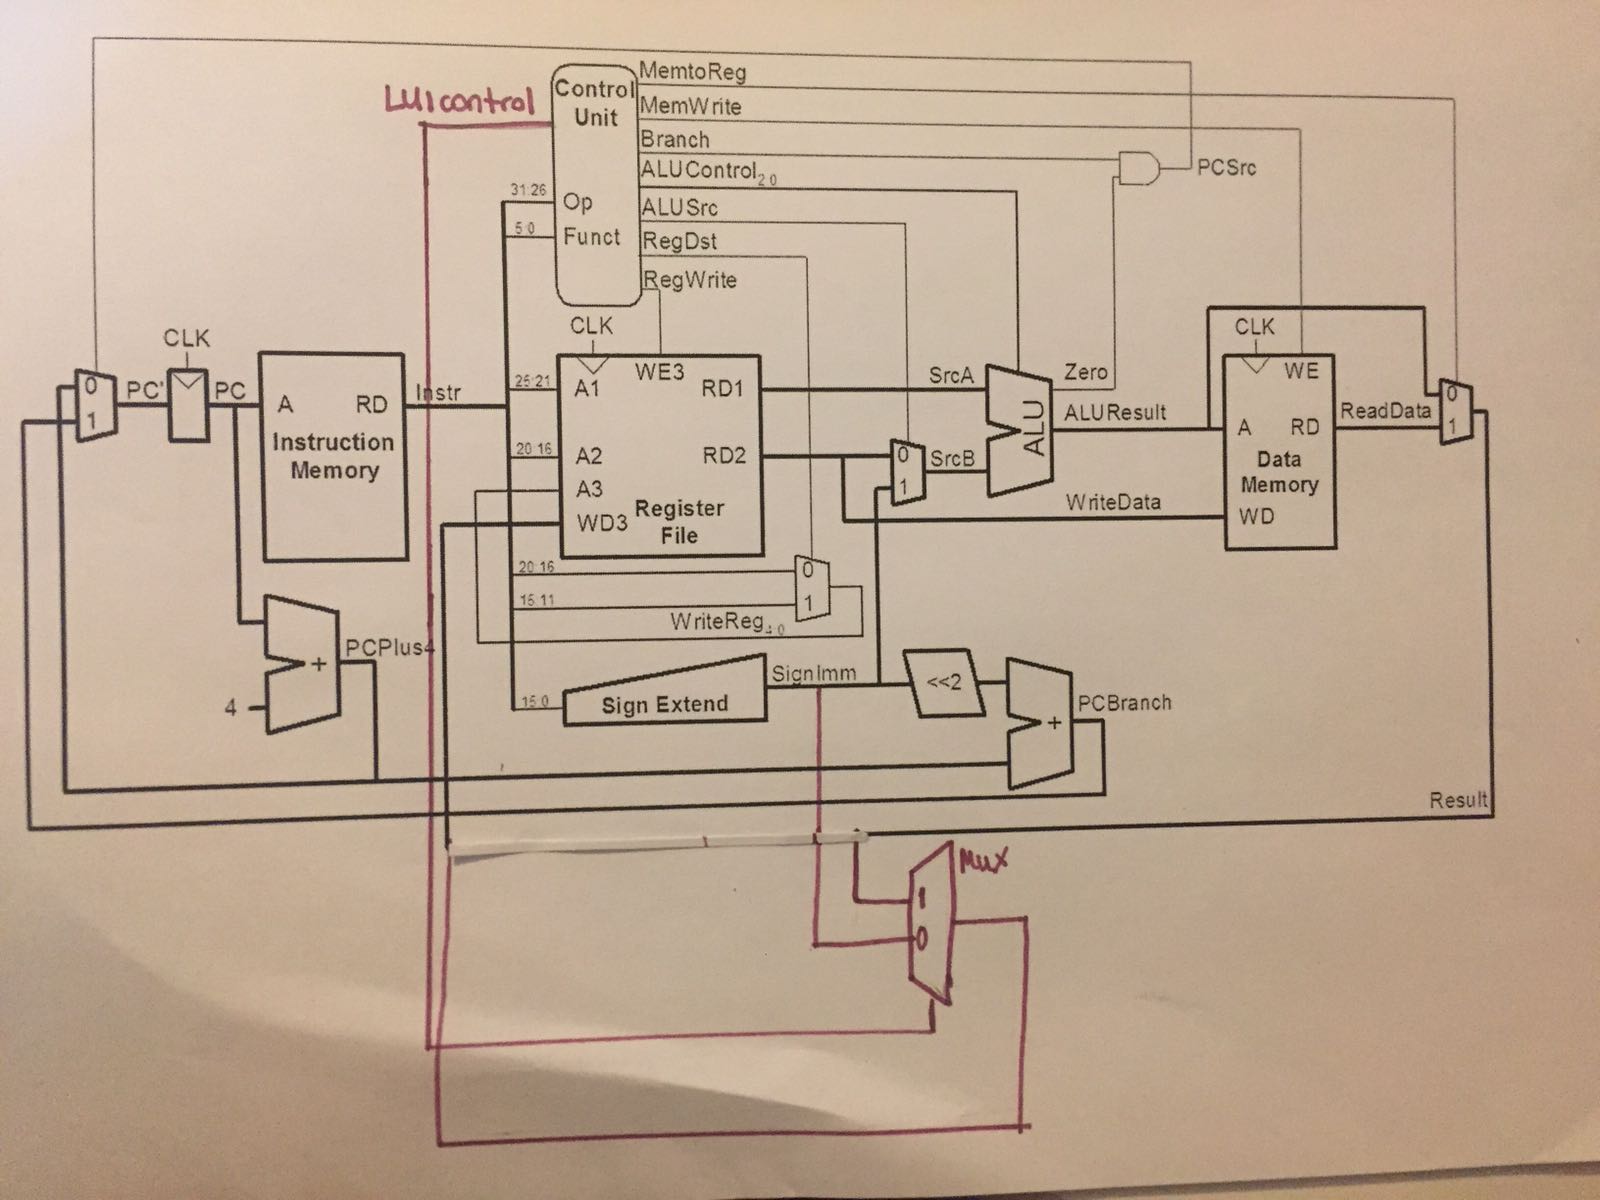 MemtoReg
Control
Unit
LUIcontrol
MemWrite
Branch
ALUControl2:0
PCSrc
31:26
Op
ALUSrc
5:0
Funct
RegDst
RegWrite
CLK
CLK
CLK
0
1
PC'
PC
A
RD
Instruction
Memory
Instr
25:21
A1
WE3
RD1
20:16
A2
RD2
A3
WD3
Register
File
SrcA
0
1
SrcB
ALU
Zero
ALUResult
WriteData
WE
A
RD
Data
Memory
WD
ReadData
0
1
20:16
0
15:11
1
WriteReg4:0
PCPlus4
+
4
15:0
Sign Extend
SignImm
<<2
+
PCBranch
Result
Mux
1
0